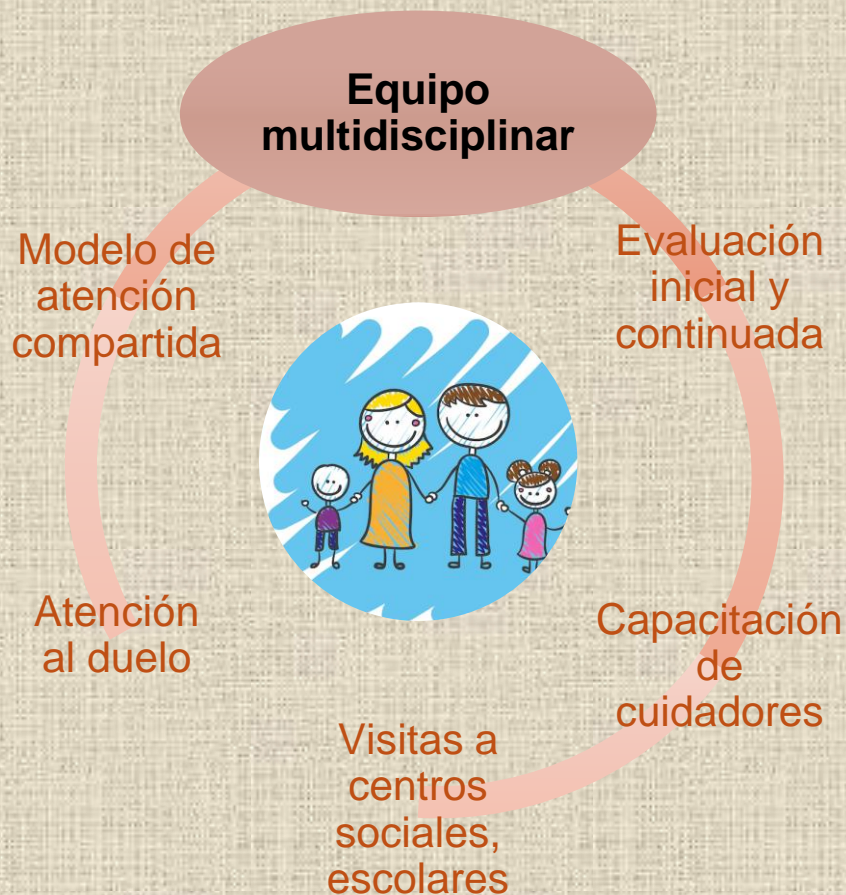 Equipo
multidisciplinar
Evaluación
inicial y
continuada
Capacitación
de
cuidadores
Visitas a
centros
sociales,
escolares
Atención
al duelo
Modelo de
atención
compartida